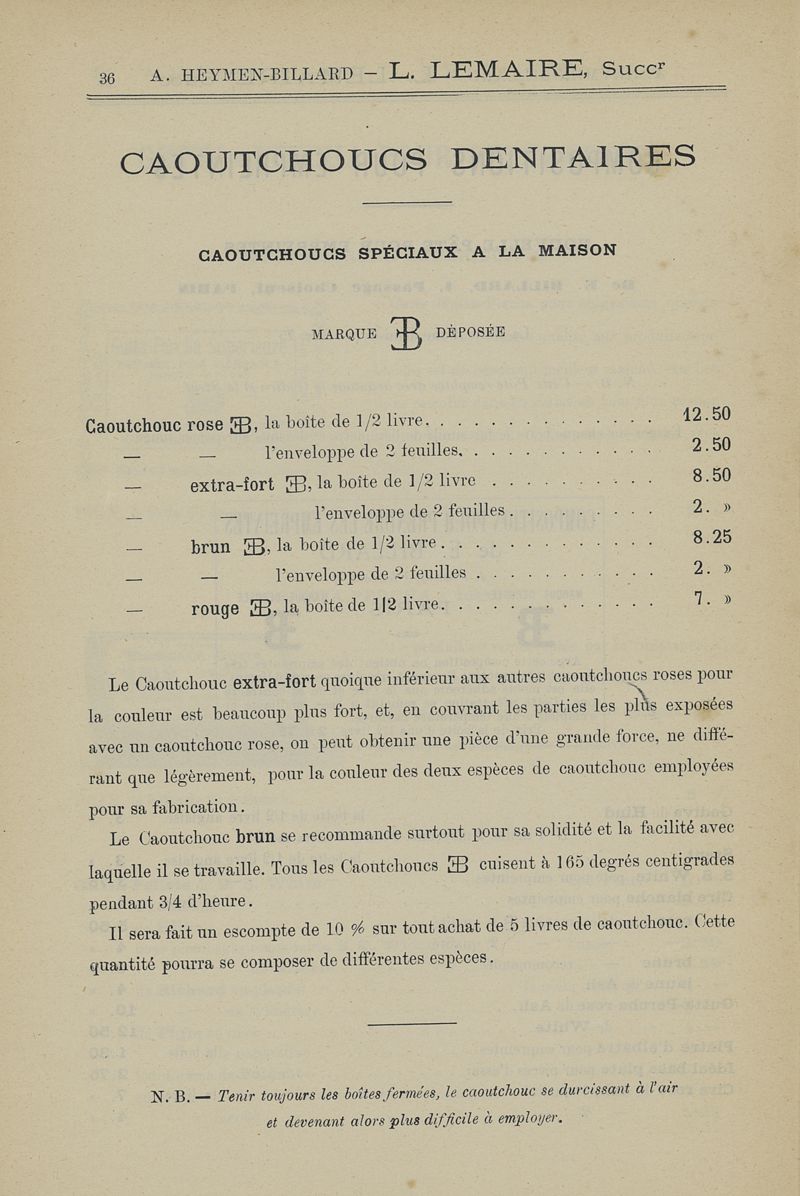 36 A. HEYMEN-BILLARD – L. LEMAIRE, Succr
CAOUTCHOUCS DENTAIRES
CAOUTCHOUCS SPÉCIAUX A LA MAISON
MARQUE HB DÉPOSÉE
Caoutchouc rose HB, la boîte de 1/2 livre. . . . . . . . . . . . . . 12.50
— — l'enveloppe de 2 feuilles. . . . . . . . . . . . 2.50
— extra-fort HB, la boîte de 1/2 livre . . . . . . . . . . 8.50
— — l'enveloppe de 2 feuilles . . . . . . . . . 2. »
— brun HB, la boîte de 1/2 livre . . . . . . . . . . . . . 8.25
— — l'enveloppe de 2 feuilles . . . . . . . . . . . 2. »
— rouge HB, la boîte de 1|2 livre. . . . . . . . . . . . . 7. »
Le Caoutchouc extra-fort quoique inférieur aux autres caoutchoucs roses pour
la couleur est beaucoup plus fort, et, en couvrant les parties les plus exposées
avec un caoutchouc rose, on peut obtenir une pièce d'une grande force, ne diffé-
rant que légèrement, pour la couleur des deux espèces de caoutchouc employées
pour sa fabrication.
Le Caoutchouc brun se recommande surtout pour sa solidité et la facilité avec
laquelle il se travaille. Tous les Caoutchoucs HB cuisent à 165 degrés centigrades
pendant 3/4 d'heure.
Il sera fait un escompte de 10 % sur tout achat de 5 livres de caoutchouc. Cette
quantité pourra se composer de différentes espèces.
N. B. — Tenir toujours les boîtes fermées, le caoutchouc se durcissant à l'air
et devenant alors plus difficile à employer.